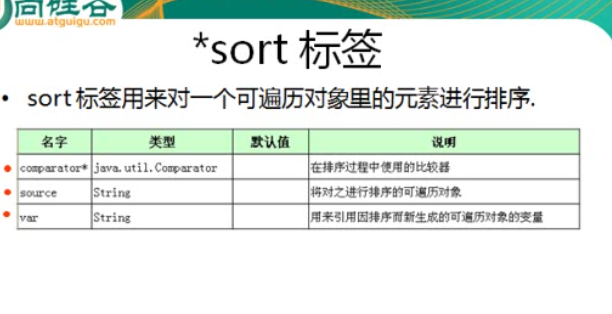 尚硅谷
www.atguigu.com
*sort 标签
• sort 标签用来对一个可遍历对象里的元素进行排序.
名字 类型 默认值 说明
comparator* java.util.Comparator 在排序过程中使用的比较器
source String 将对之进行排序的可遍历对象
var String 用来引用因排序而新生成的可遍历对象的变量